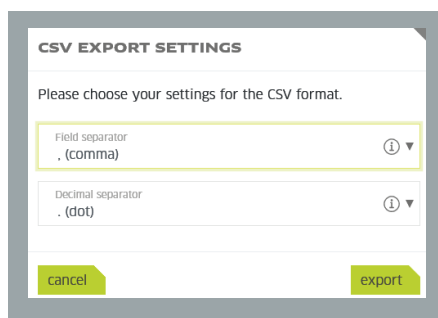 CSV EXPORT SETTINGS
Please choose your settings for the CSV format.
Field separator
, (comma)
Decimal separator
. (dot)
cancel
export